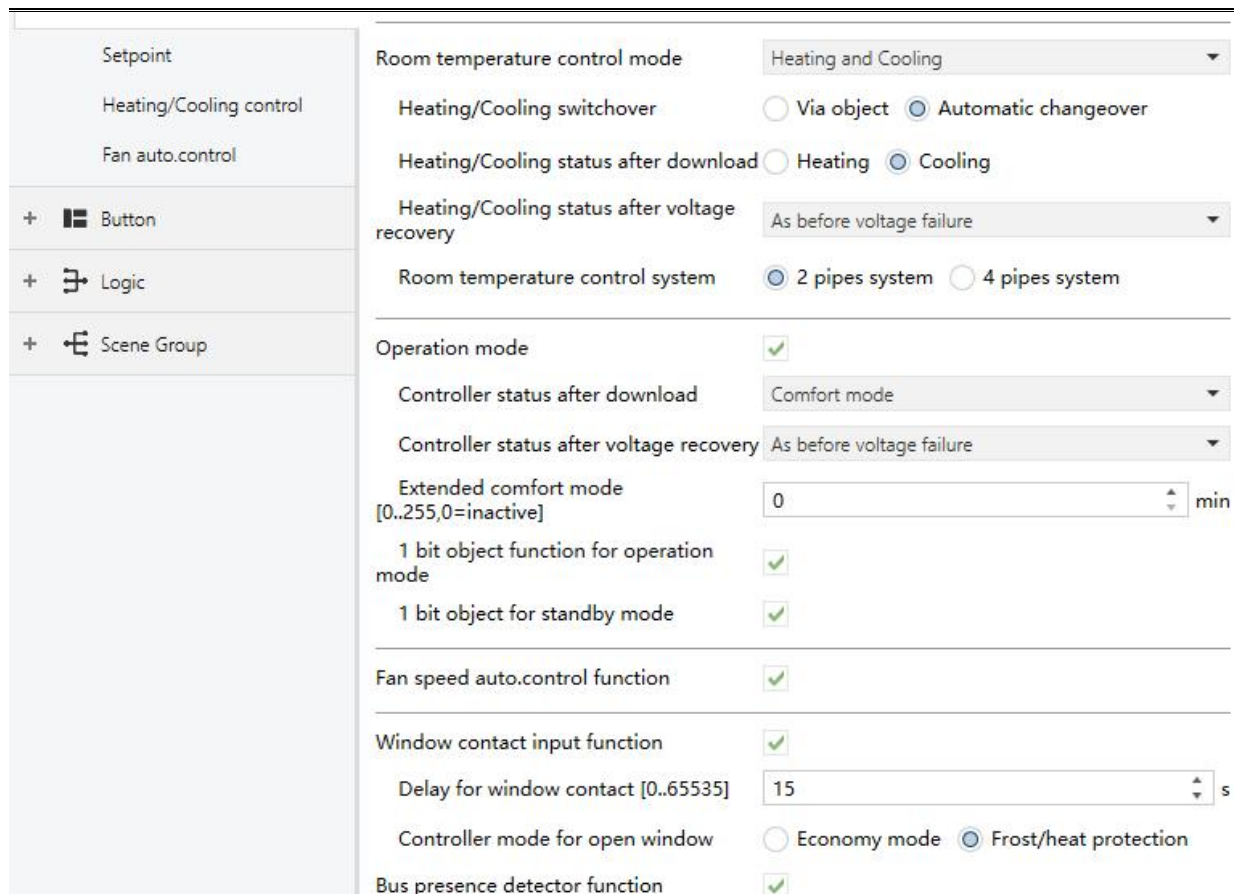 Setpoint
Heating/Cooling control
Fan auto.control
+ Button
+ Logic
+ Scene Group
Room temperature control mode Heating and Cooling
Heating/Cooling switchover Via object Automatic changeover
Heating/Cooling status after download Heating Cooling
Heating/Cooling status after voltage
recovery As before voltage failure
Room temperature control system 2 pipes system 4 pipes system
Operation mode
Controller status after download Comfort mode
Controller status after voltage recovery As before voltage failure
Extended comfort mode
[0..255,0=inactive] 0 min
1 bit object function for operation
mode
1 bit object for standby mode
Fan speed auto.control function
Window contact input function
Delay for window contact [0..65535] 15 s
Controller mode for open window Economy mode Frost/heat protection
Bus presence detector function